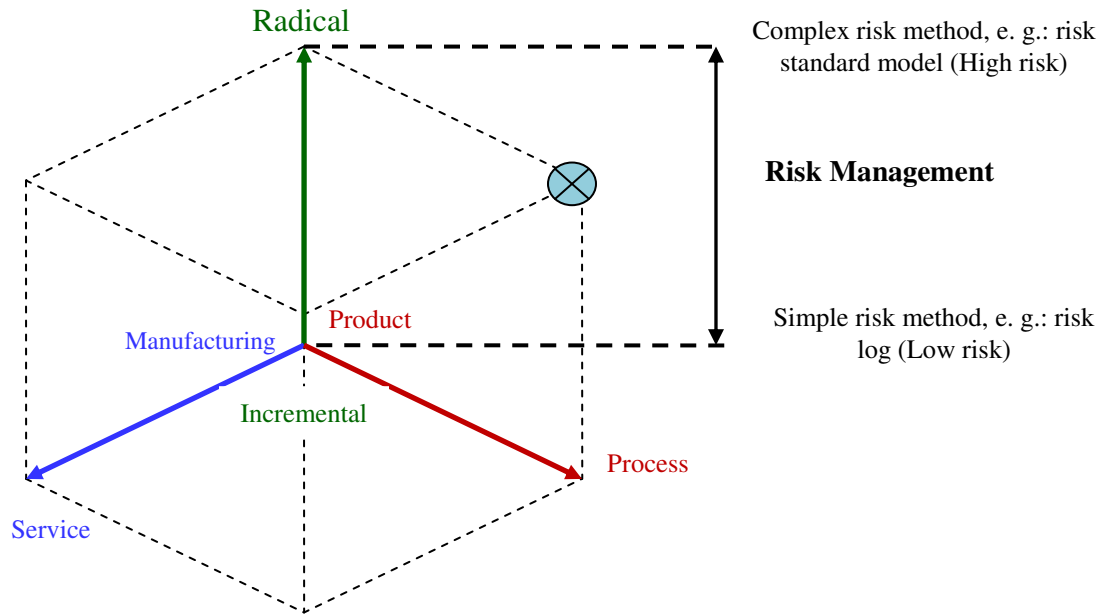 Radical
Complex risk method, e. g.: risk
standard model (High risk)
Risk Management
Product
Manufacturing
Simple risk method, e. g.: risk
log (Low risk)
Incremental
Process
Service